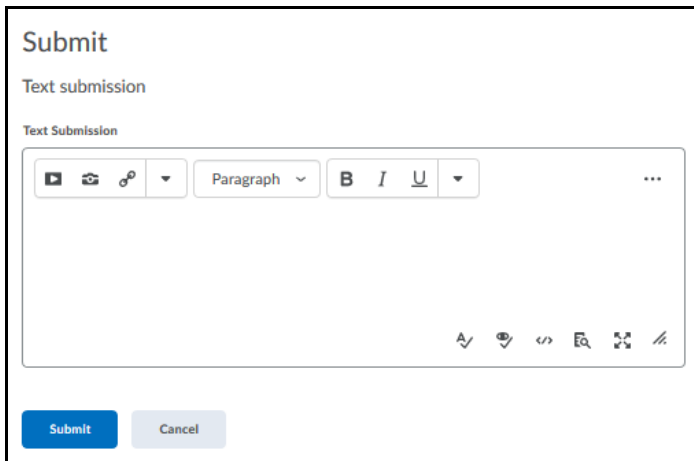 Submit
Text submission
Text Submission
Paragraph B I U
Submit Cancel